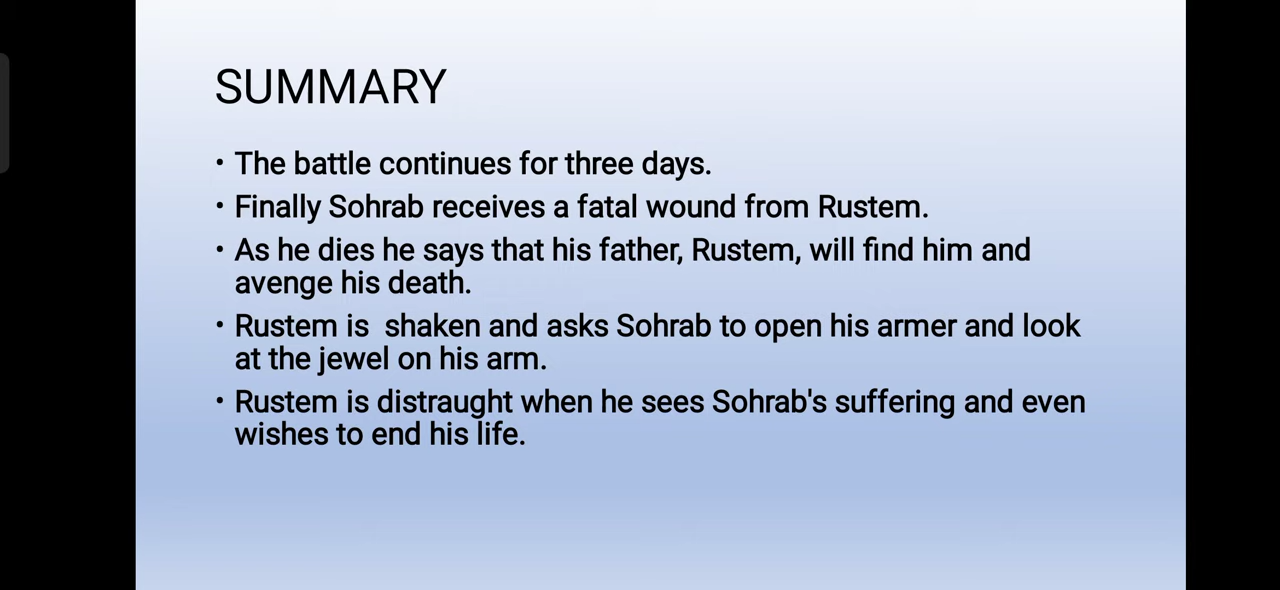 SUMMARY
• The battle continues for three days.
• Finally Sohrab receives a fatal wound from Rustem.
• As he dies he says that his father, Rustem, will find him and
avenge his death.
• Rustem is  shaken and asks Sohrab to open his armer and look
at the jewel on his arm.
• Rustem is distraught when he sees Sohrab's suffering and even
wishes to end his life.